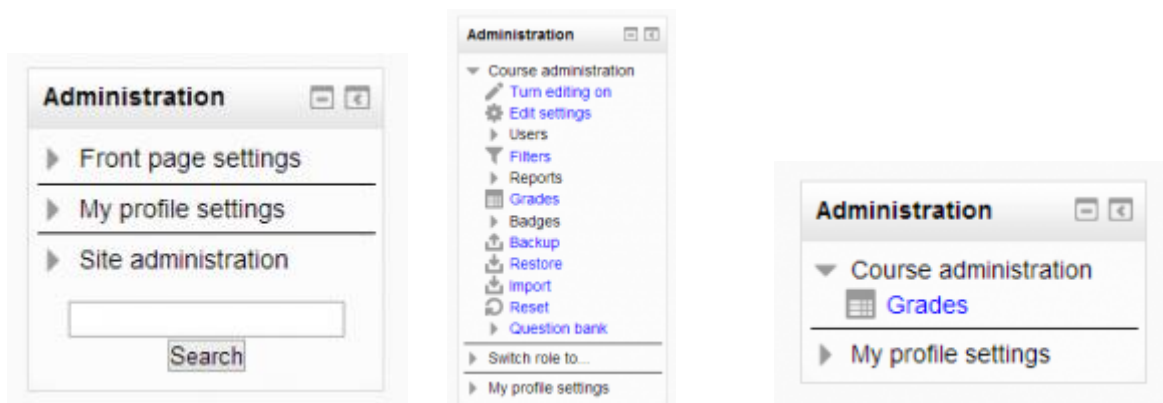 Administration
Front page settings
My profile settings
Site administration
Search
Administration
Course administration
Turn editing on
Edit settings
Users
Filters
Reports
Grades
Badges
Backup
Restore
Import
Reset
Question bank
Switch role to...
My profile settings
Administration
Course administration
Grades
My profile settings